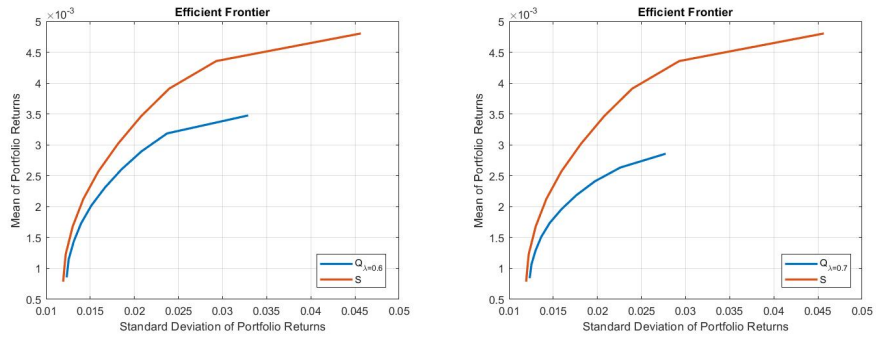 Efficient Frontier
×10⁻³
5
4.5
4
3.5
3
2.5
2
1.5
1
0.5
Mean of Portfolio Returns
0.01 0.015 0.02 0.025 0.03 0.035 0.04 0.045 0.05
Standard Deviation of Portfolio Returns
Q λ=0.6
S
Efficient Frontier
×10⁻³
5
4.5
4
3.5
3
2.5
2
1.5
1
0.5
Mean of Portfolio Returns
0.01 0.015 0.02 0.025 0.03 0.035 0.04 0.045 0.05
Standard Deviation of Portfolio Returns
Q λ=0.7
S